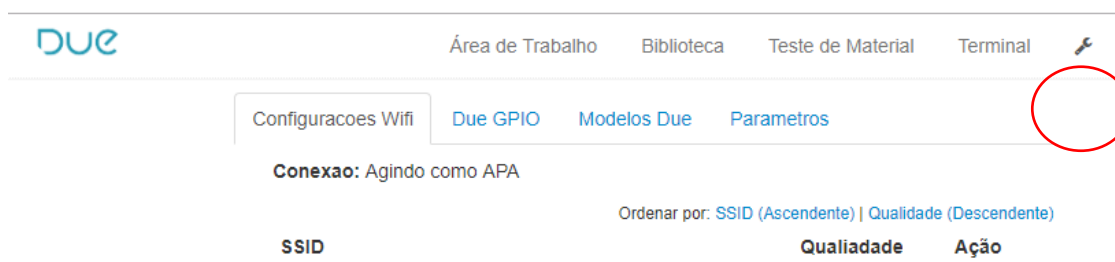 Due
Área de Trabalho Biblioteca Teste de Material Terminal
Configuracoes Wifi Due GPIO Modelos Due Parametros
Conexao: Agindo como APA
Ordenar por: SSID (Ascendente) | Qualidade (Descendente)
SSID Qualiadade Ação